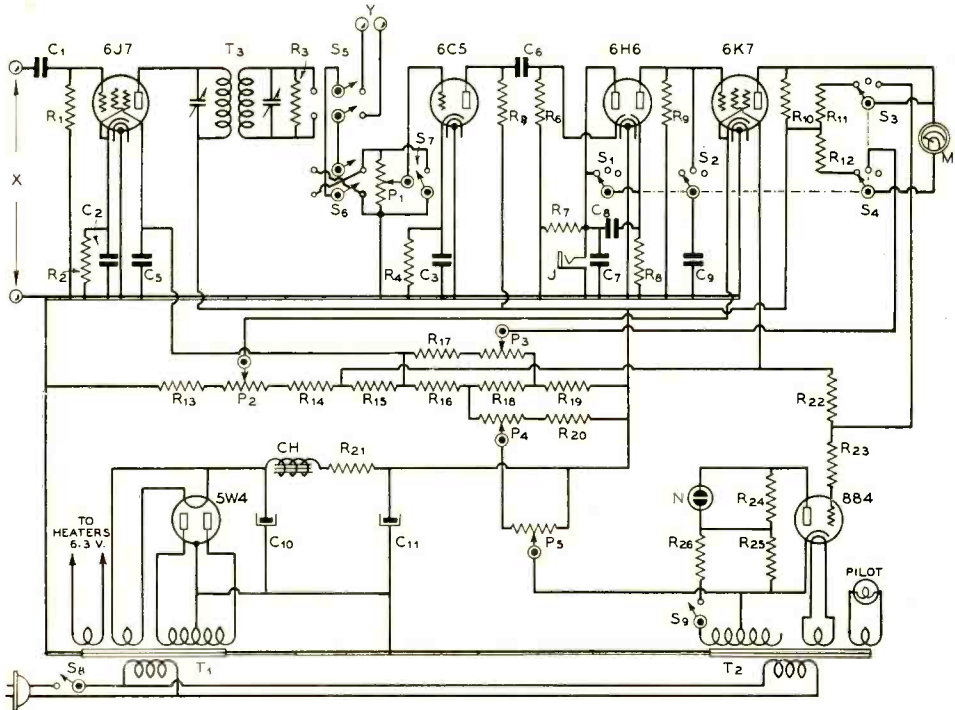 Y
C1 6J7 T3 R3 S5 6C5 C6 6H6 6K7
X
R1 R2 R6 R9 R10 R11 S3
S7 S1 S2 R12 M
P1 S6 S4
C2 R7 C8
R2 C5 R4 C3 J C7 R8 C9
R17 P3
R13 P2 R14 R15 R16 R18 R19 R22
P4 R20
CH R21 R23
5W4 N R24 884
TO
HEATERS
6.3 V.
C10 C11 P5 R26 R25 PILOT
S9
S8 T1 T2